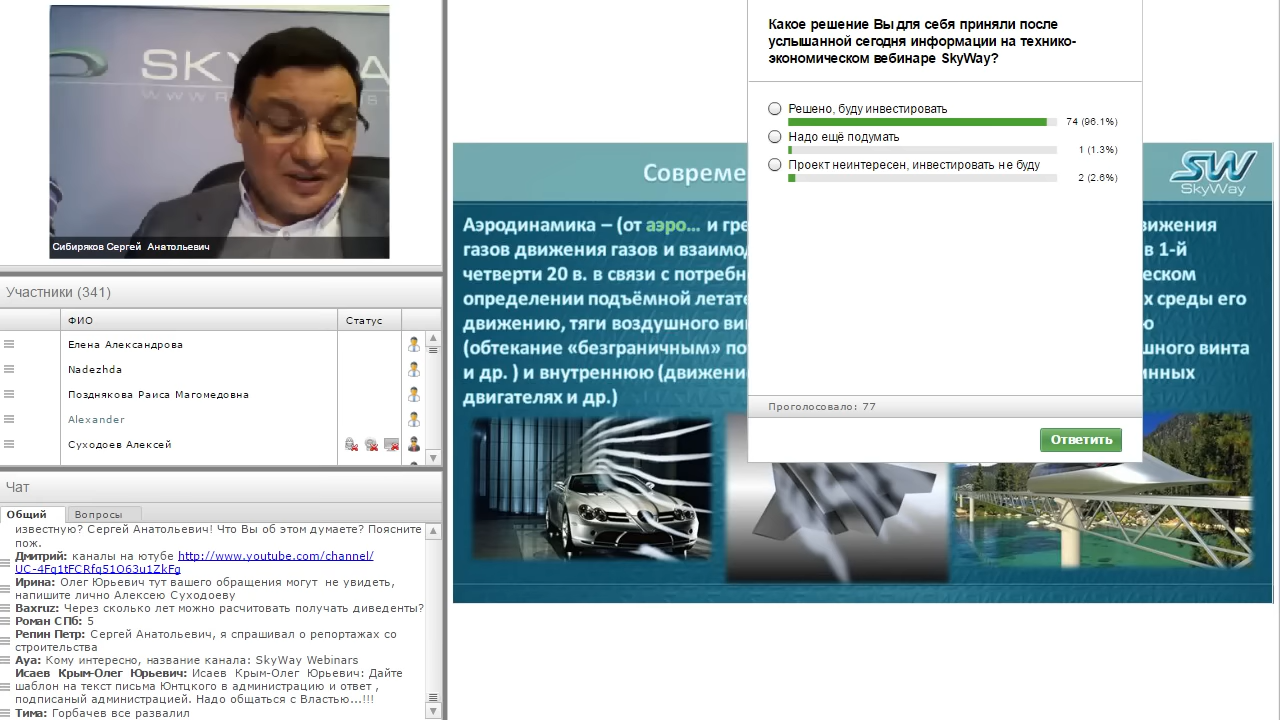 SKYWA
Сибиряков Сергей Анатольевич
Участники (341)
ФИО
Статус
Елена Александрова
Nadezhda
Позднякова Раиса Магомедовна
Alexander
Суходоев Алексей
Чат
Общий
Вопросы
известную? Сергей Анатольевич! Что Вы об этом думаете? Поясните
пож.
Дмитрий: каналы на ютубе http://www.youtube.com/channel/
UC-4Fq1tFCRfq51O63u1ZkFg
Ирина: Олег Юрьевич тут вашего обращения могут не увидеть,
напишите лично Алексею Суходоеву
Baxruz: Через сколько лет можно расчитовать получать диведенты?
Роман СПб: 5
Репин Петр: Сергей Анатольевич, я спрашивал о репортажах со
строительства
Aya: Кому интересно, название канала: SkyWay Webinars
Исаев Крым-Олег Юрьевич: Исаев Крым-Олег Юрьевич: Дайте
шаблон на текст письма Юнтцкого в администрацию и ответ ,
подписаный администрацией. Надо общаться с Властью...!!!
Тима: Горбачев все развалил
Какое решение Вы для себя приняли после
услышанной сегодня информации на технико-
экономическом вебинаре SkyWay?
Решено, буду инвестировать
74 (96.1%)
Надо ещё подумать
1 (1.3%)
Проект неинтересен, инвестировать не буду
2 (2.6%)
Проголосовало: 77
Ответить
Совреме
SW
SkyWay
Аэродинамика – (от аэро... и гре
вижения
газов движения газов и взаимод
в 1-й
четверти 20 в. в связи с потребн
еском
определении подъёмной летате
х среды его
движению, тяги воздушного ви
ю
(обтекание «безграничным» по
шного винта
и др. ) и внутреннюю (движени
инных
двигателях и др.)